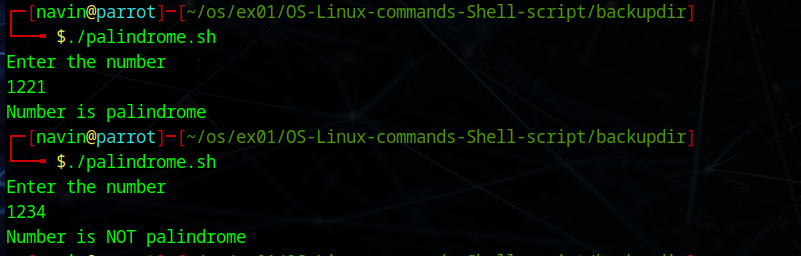 ┌─[navin@parrot]─[~/os/ex01/OS-Linux-commands-Shell-script/backupdir]
└──╼ $./palindrome.sh
Enter the number
1221
Number is palindrome
┌─[navin@parrot]─[~/os/ex01/OS-Linux-commands-Shell-script/backupdir]
└──╼ $./palindrome.sh
Enter the number
1234
Number is NOT palindrome